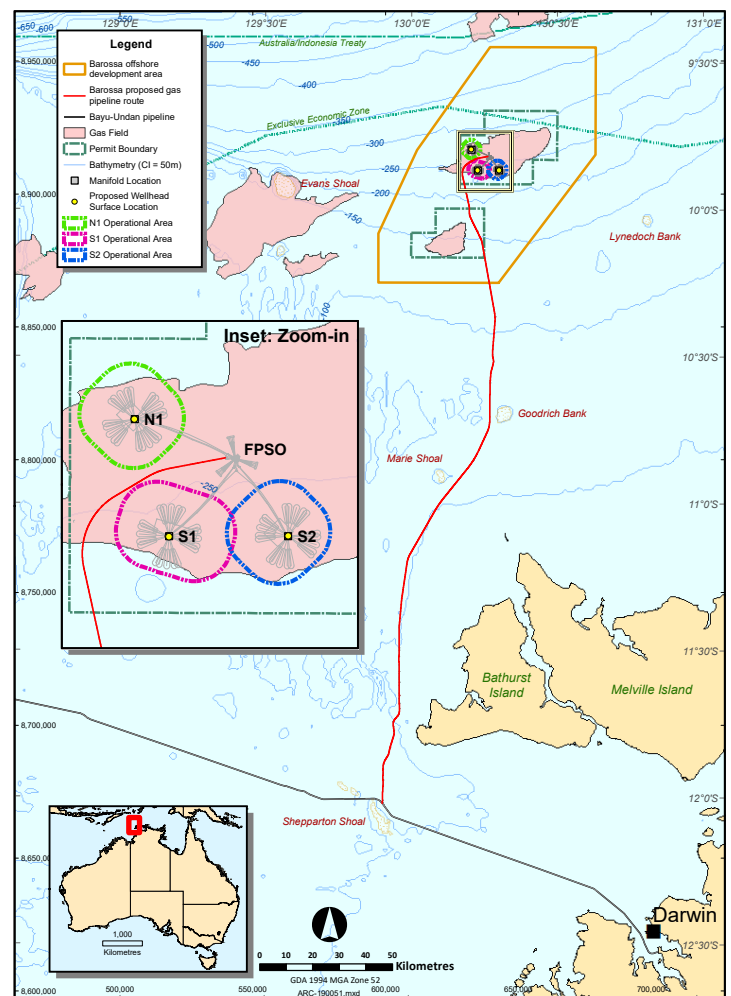 129°0'E
129°30'E
130°0'E
130°30'E
131°0'E
-650
-600
-550
-500
-450
-400
-350
-300
-250
-200
-150
-100
Australia/Indonesia Treaty
Exclusive Economic Zone
Legend
Barossa offshore
development area
Barossa proposed gas
pipeline route
Bayu-Undan pipeline
Gas Field
Permit Boundary
Bathymetry (CI = 50m)
Manifold Location
Proposed Wellhead
Surface Location
N1 Operational Area
S1 Operational Area
S2 Operational Area
8,950,000
9°30'S
8,900,000
Evans Shoal
10°0'S
Lynedoch Bank
8,850,000
10°30'S
Inset: Zoom-in
N1
FPSO
-250
S1
S2
Goodrich Bank
8,800,000
Marie Shoal
11°0'S
8,750,000
11°30'S
Bathurst
Island
Melville Island
8,700,000
12°0'S
Shepparton Shoal
8,650,000
1,000
Kilometres
Darwin
12°30'S
0 10 20 30 40 50
Kilometres
GDA 1994 MGA Zone 52
ARC-190051.mxd
8,600,000
500,000
550,000
600,000
650,000
700,000